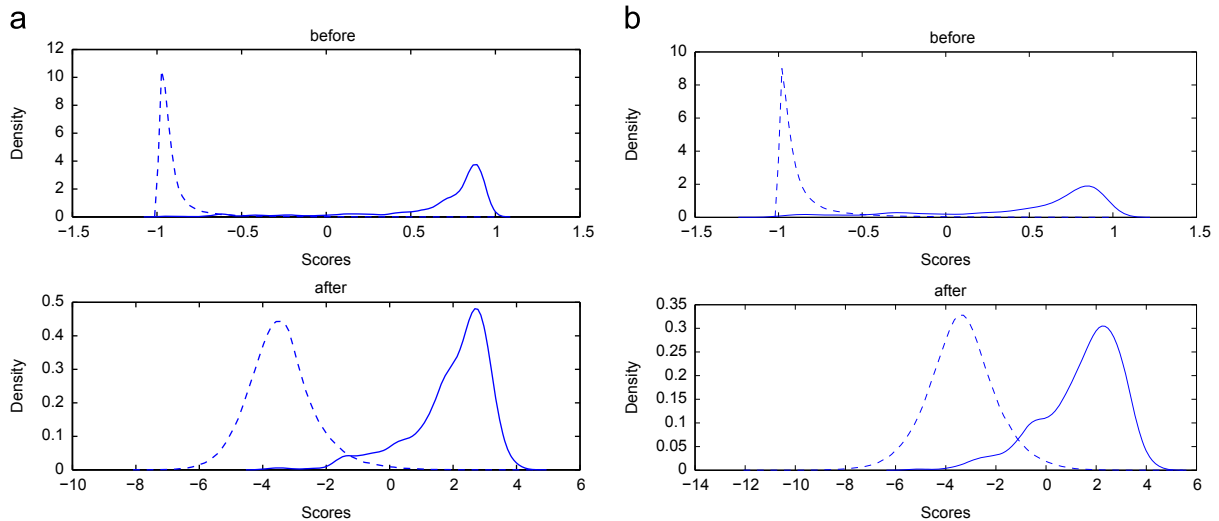 a
before
12
10
8
6
4
2
0
Density
−1.5 −1 −0.5 0 0.5 1 1.5
Scores
after
0.5
0.4
0.3
0.2
0.1
0
Density
−10 −8 −6 −4 −2 0 2 4 6
Scores
b
before
10
8
6
4
2
0
Density
−1.5 −1 −0.5 0 0.5 1 1.5
Scores
after
0.35
0.3
0.25
0.2
0.15
0.1
0.05
0
Density
−14 −12 −10 −8 −6 −4 −2 0 2 4 6
Scores